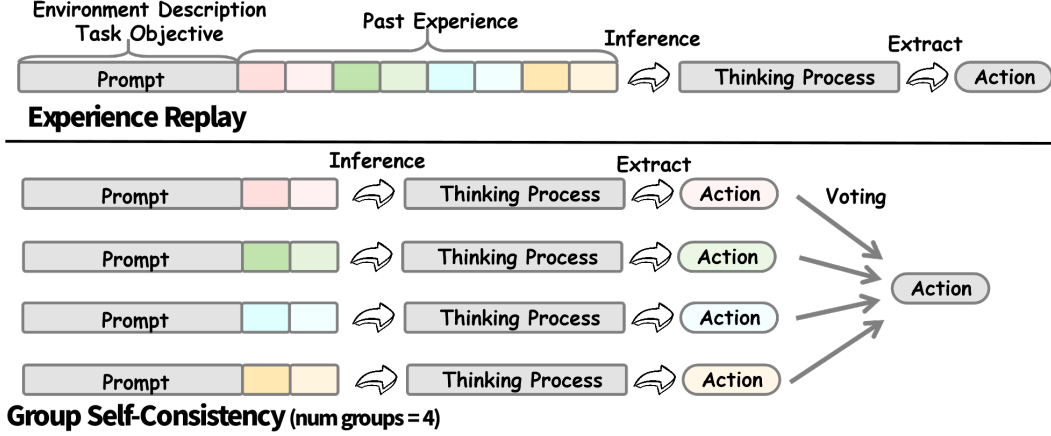 Environment Description
Task Objective
Past Experience
Inference
Extract
Prompt
Thinking Process
Action
Experience Replay
Inference
Extract
Prompt
Thinking Process
Action
Voting
Prompt
Thinking Process
Action
Action
Prompt
Thinking Process
Action
Prompt
Thinking Process
Action
Group Self-Consistency (num groups = 4)